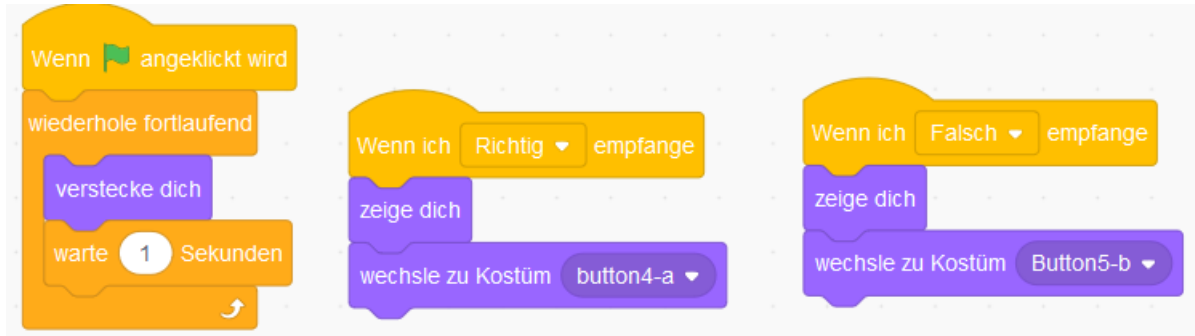 Wenn angeklickt wird
wiederhole fortlaufend
verstecke dich
warte 1 Sekunden
Wenn ich Richtig empfange
zeige dich
wechsle zu Kostüm button4-a
Wenn ich Falsch empfange
zeige dich
wechsle zu Kostüm Button5-b